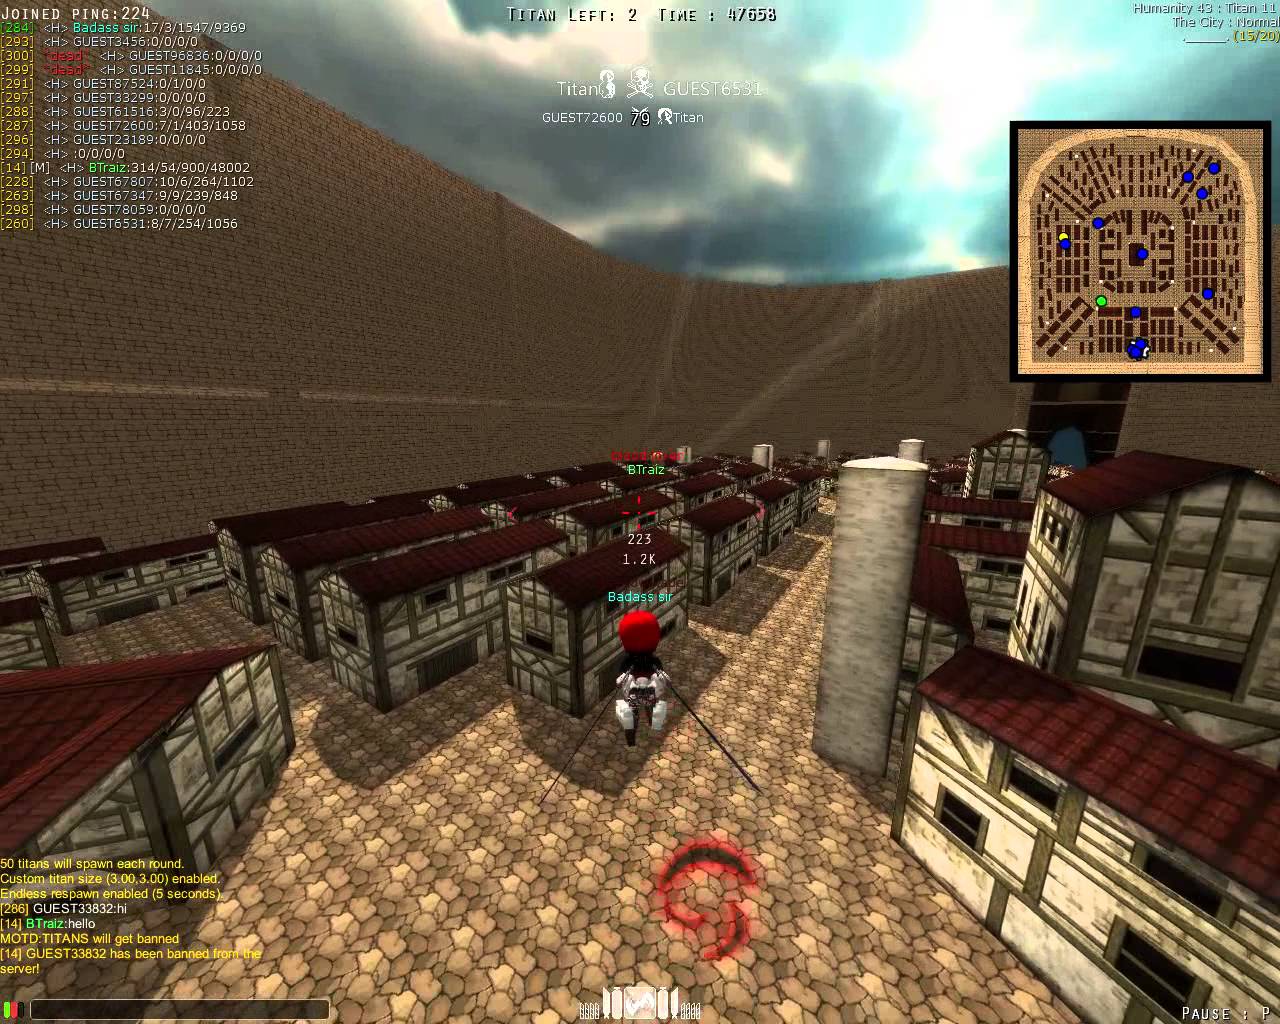 JOINED PING:224
[284] <H> Badass sir:17/3/1547/9369
[293] <H> GUEST3456:0/0/0/0
[300] *dead* <H> GUEST96836:0/0/0/0
[299] *dead* <H> GUEST11845:0/0/0/0
[291] <H> GUEST87524:0/1/0/0
[297] <H> GUEST33299:0/0/0/0
[288] <H> GUEST61516:3/0/96/223
[287] <H> GUEST72600:7/1/403/1058
[296] <H> GUEST23189:0/0/0/0
[294] <H> :0/0/0/0
[14] [M] <H> BTraiz:314/54/900/48002
[228] <H> GUEST67807:10/6/264/1102
[263] <H> GUEST67347:9/9/239/848
[298] <H> GUEST78059:0/0/0/0
[260] <H> GUEST6531:8/7/254/1056
TITAN LEFT: 2 TIME : 47658
Titan GUEST6531
GUEST72600 79 Titan
Humanity 43 : Titan 11
The City : Normal
(15/20)
BTraiz
223
1.2K
Badass sir
50 titans will spawn each round.
Custom titan size (3.00,3.00) enabled.
Endless respawn enabled (5 seconds).
[286] GUEST33832:hi
[14] BTraiz:hello
MOTD:TITANS will get banned
[14] GUEST33832 has been banned from the
server!
PAUSE : P